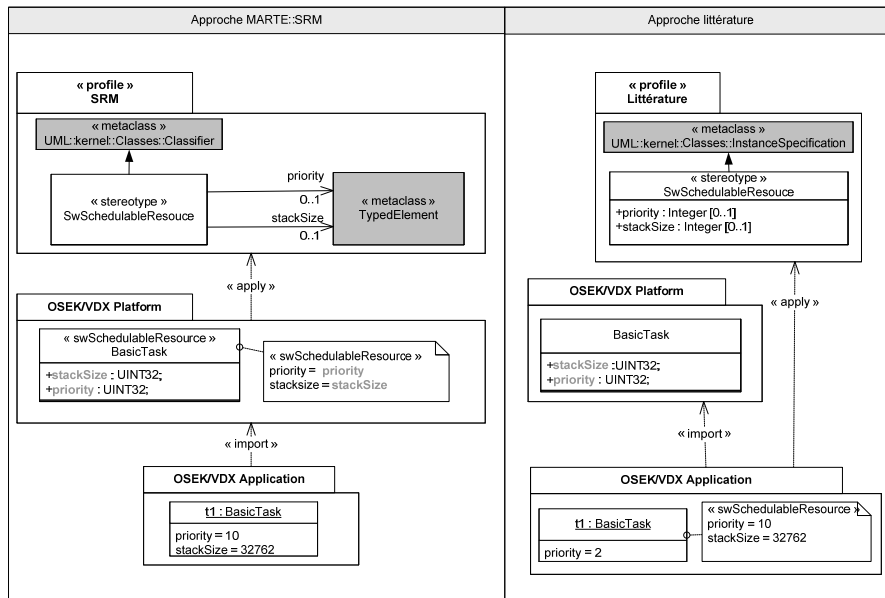 Approche MARTE::SRM
« profile »
SRM
« metaclass »
UML::kernel::Classes::Classifier
« stereotype »
SwSchedulableResouce
priority
0..1
stackSize
0..1
« metaclass »
TypedElement
« apply »
OSEK/VDX Platform
« swSchedulableResource »
BasicTask
+stackSize : UINT32;
+priority : UINT32;
« swSchedulableResource »
priority = priority
stacksize = stackSize
« import »
OSEK/VDX Application
t1 : BasicTask
priority = 10
stackSize = 32762
Approche littérature
« profile »
Littérature
« metaclass »
UML::kernel::Classes::InstanceSpecification
« stereotype »
SwSchedulableResouce
+priority : Integer [0..1]
+stackSize : Integer [0..1]
« apply »
OSEK/VDX Platform
BasicTask
+stackSize :UINT32;
+priority : UINT32;
« import »
OSEK/VDX Application
t1 : BasicTask
priority = 2
« swSchedulableResource »
priority = 10
stackSize = 32762